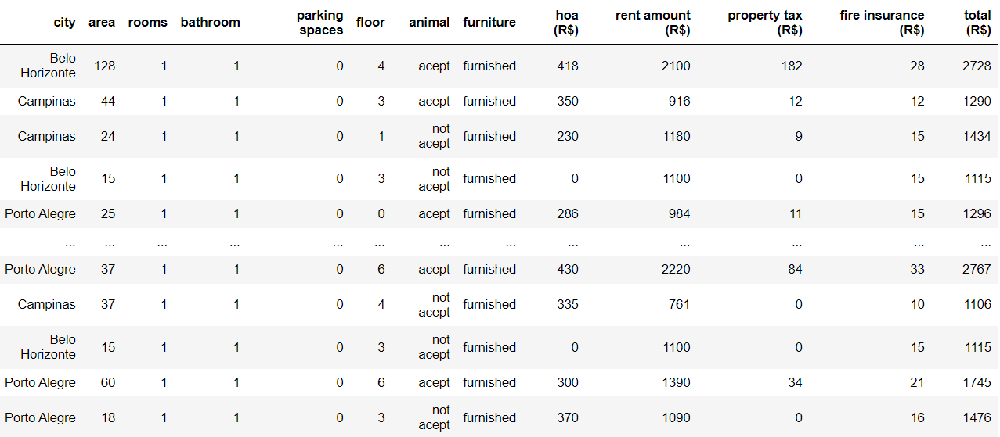 city area rooms bathroom parking spaces floor animal furniture hoa (R$) rent amount (R$) property tax (R$) fire insurance (R$) total (R$)
Belo Horizonte 128 1 1 0 4 acept furnished 418 2100 182 28 2728
Campinas 44 1 1 0 3 acept furnished 350 916 12 12 1290
Campinas 24 1 1 0 1 not acept furnished 230 1180 9 15 1434
Belo Horizonte 15 1 1 0 3 not acept furnished 0 1100 0 15 1115
Porto Alegre 25 1 1 0 0 acept furnished 286 984 11 15 1296
... ... ... ... ... ... ... ... ... ... ... ... ...
Porto Alegre 37 1 1 0 6 acept furnished 430 2220 84 33 2767
Campinas 37 1 1 0 4 not acept furnished 335 761 0 10 1106
Belo Horizonte 15 1 1 0 3 not acept furnished 0 1100 0 15 1115
Porto Alegre 60 1 1 0 6 acept furnished 300 1390 34 21 1745
Porto Alegre 18 1 1 0 3 not acept furnished 370 1090 0 16 1476